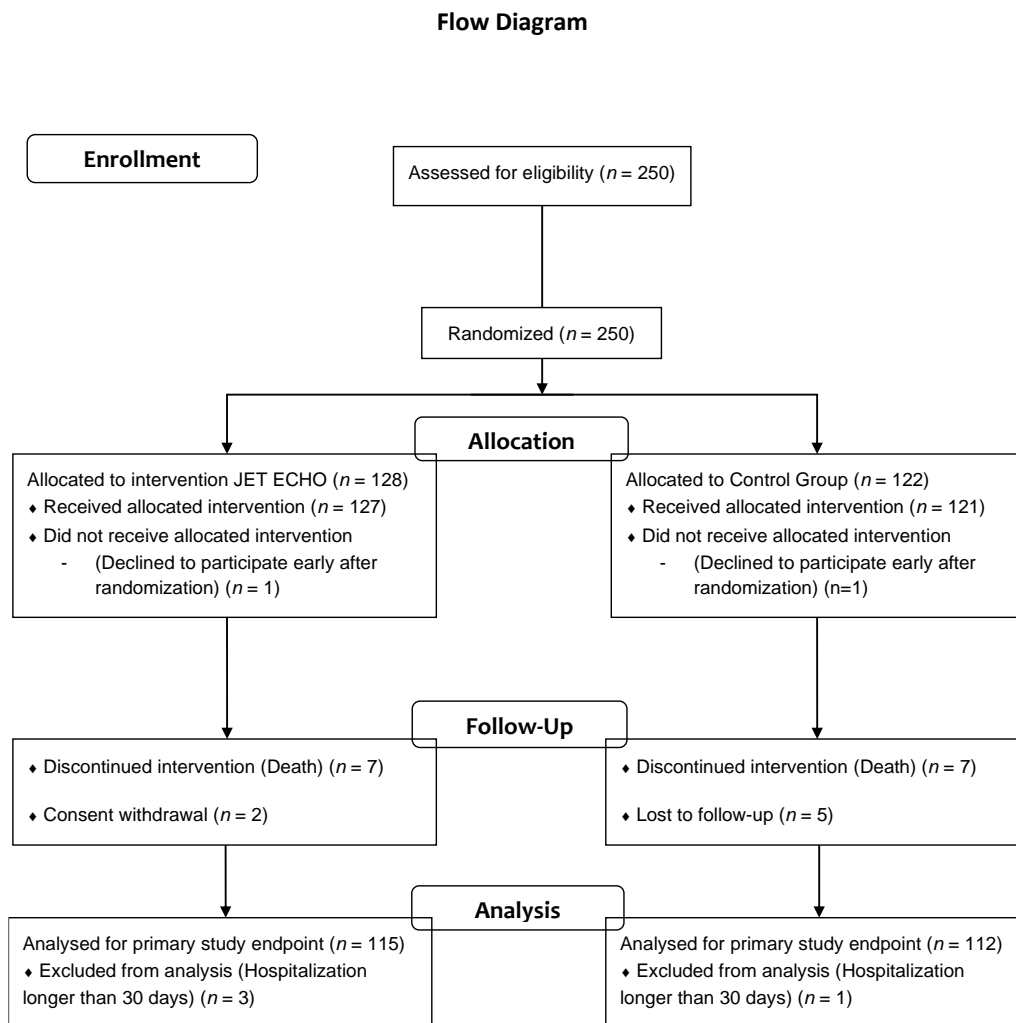 Flow Diagram
Enrollment
Assessed for eligibility (n = 250)
Randomized (n = 250)
Allocation
Allocated to intervention JET ECHO (n = 128)
♦ Received allocated intervention (n = 127)
♦ Did not receive allocated intervention
- (Declined to participate early after
randomization) (n = 1)
Allocated to Control Group (n = 122)
♦ Received allocated intervention (n = 121)
♦ Did not receive allocated intervention
- (Declined to participate early after
randomization) (n=1)
Follow-Up
♦ Discontinued intervention (Death) (n = 7)
♦ Consent withdrawal (n = 2)
♦ Discontinued intervention (Death) (n = 7)
♦ Lost to follow-up (n = 5)
Analysis
Analysed for primary study endpoint (n = 115)
♦ Excluded from analysis (Hospitalization
longer than 30 days) (n = 3)
Analysed for primary study endpoint (n = 112)
♦ Excluded from analysis (Hospitalization
longer than 30 days) (n = 1)